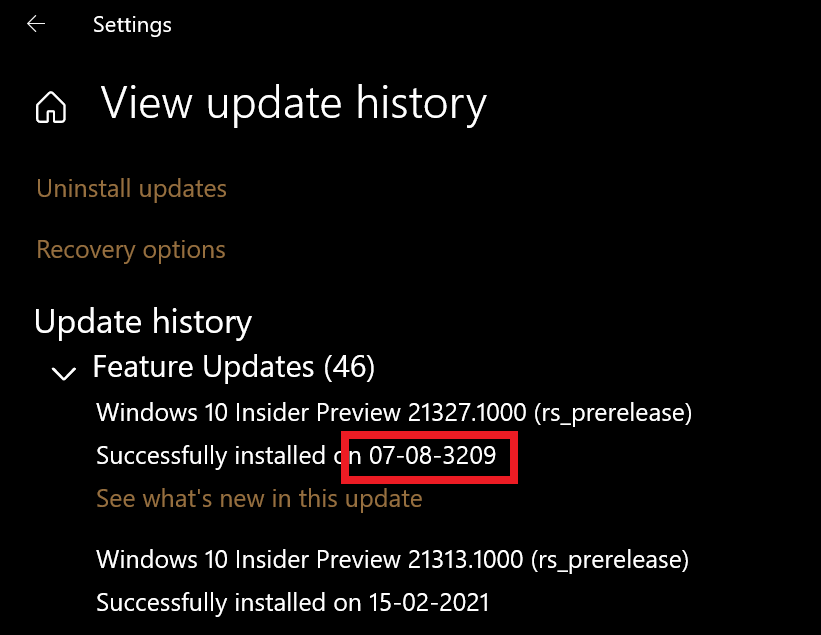 Settings
View update history
Uninstall updates
Recovery options
Update history
Feature Updates (46)
Windows 10 Insider Preview 21327.1000 (rs_prerelease)
Successfully installed on 07-08-3209
See what's new in this update
Windows 10 Insider Preview 21313.1000 (rs_prerelease)
Successfully installed on 15-02-2021